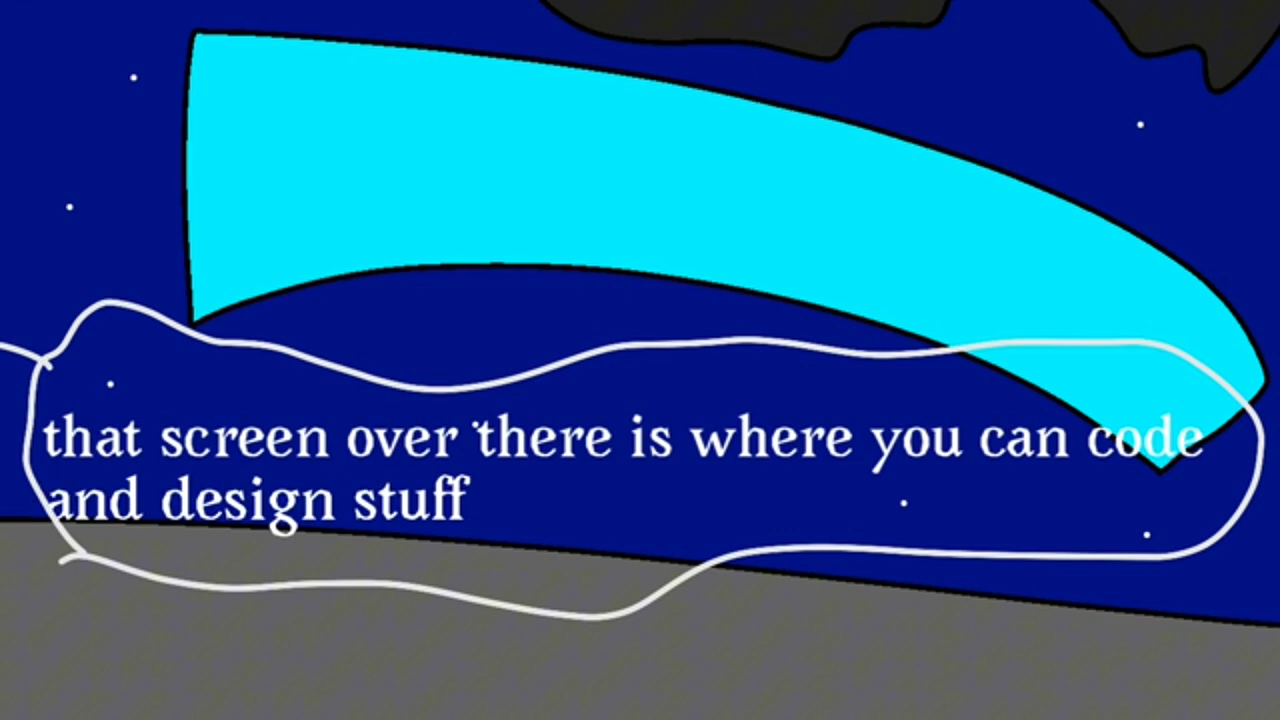 that screen over there is where you can code
and design stuff